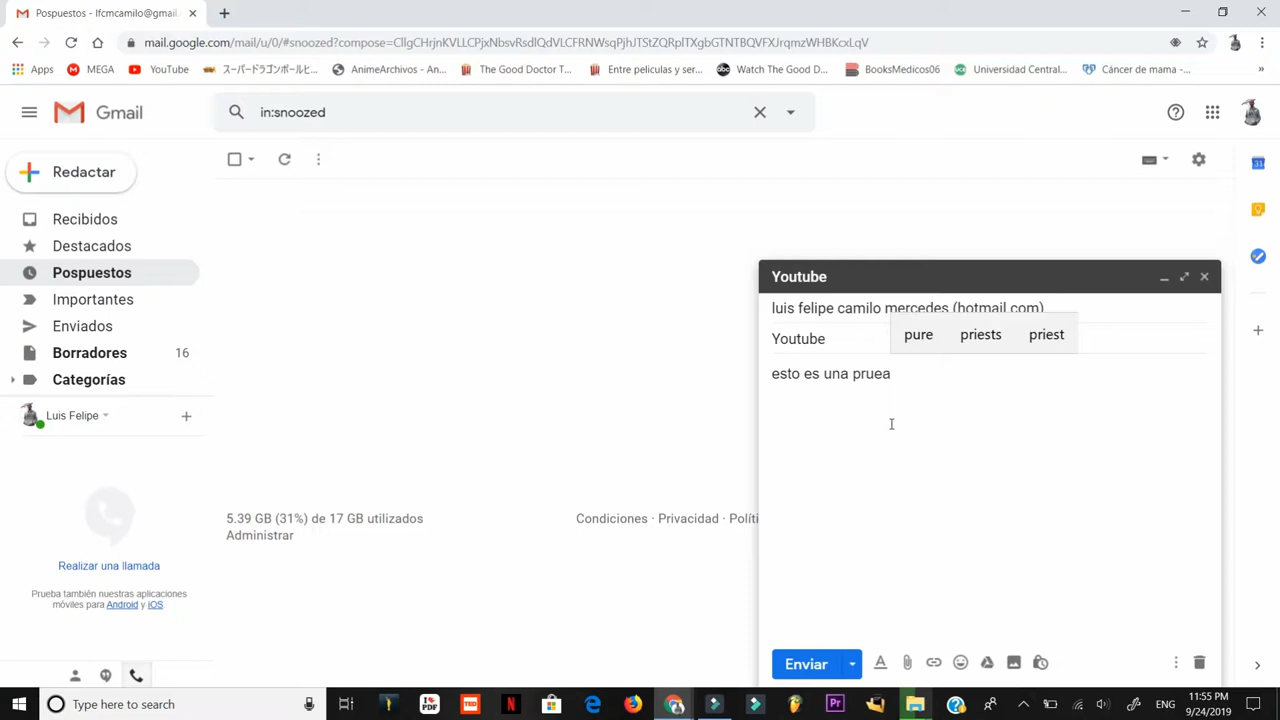 Pospuestos - lfcmcamilo@gmail.
mail.google.com/mail/u/0/#snoozed?compose=CllgCHrjnKVLLCPjxNbsvRsdlQdVLCFRNWsqPjhJTStZQRplTXgbGTNTBQVFXJrqmzWHBKcxLqV
Apps MEGA YouTube スーパードラゴンボールヒ... AnimeArchivos - An... The Good Doctor T... Entre peliculas y ser... Watch The Good D... BooksMedicos06 Universidad Central... Cáncer de mama -...
Gmail
in:snoozed
Redactar
Recibidos
Destacados
Pospuestos
Importantes
Enviados
Borradores 16
Categorías
Luis Felipe
Realizar una llamada
Prueba también nuestras aplicaciones
móviles para Android y iOS.
5.39 GB (31%) de 17 GB utilizados
Administrar
Condiciones · Privacidad · Políti
Youtube
luis felipe camilo mercedes (hotmail.com)
Youtube
pure priests priest
esto es una pruea
Enviar
Type here to search
I PDF
TED
N
Pr
ENG
11:55 PM
9/24/2019